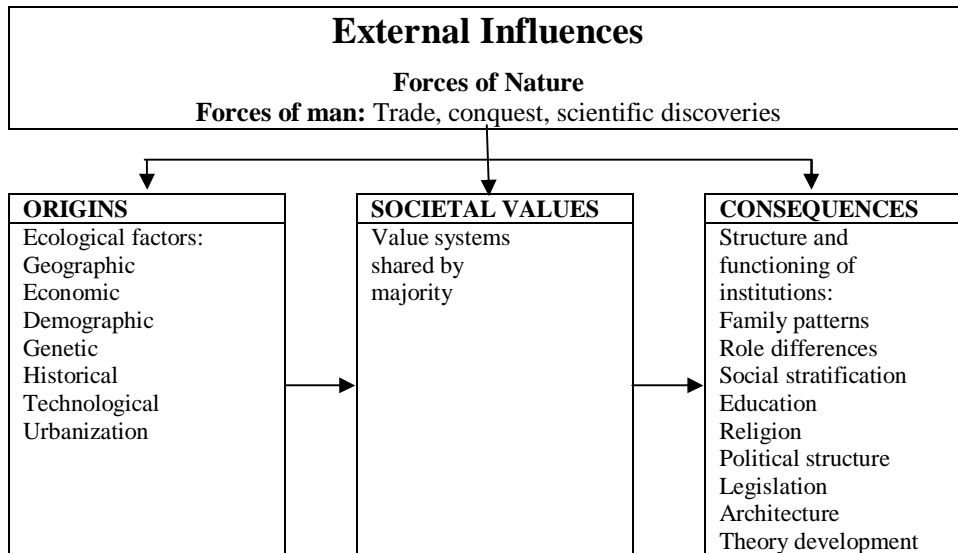 External Influences
Forces of Nature
Forces of man: Trade, conquest, scientific discoveries
ORIGINS
Ecological factors:
Geographic
Economic
Demographic
Genetic
Historical
Technological
Urbanization
SOCIETAL VALUES
Value systems
shared by
majority
CONSEQUENCES
Structure and
functioning of
institutions:
Family patterns
Role differences
Social stratification
Education
Religion
Political structure
Legislation
Architecture
Theory development